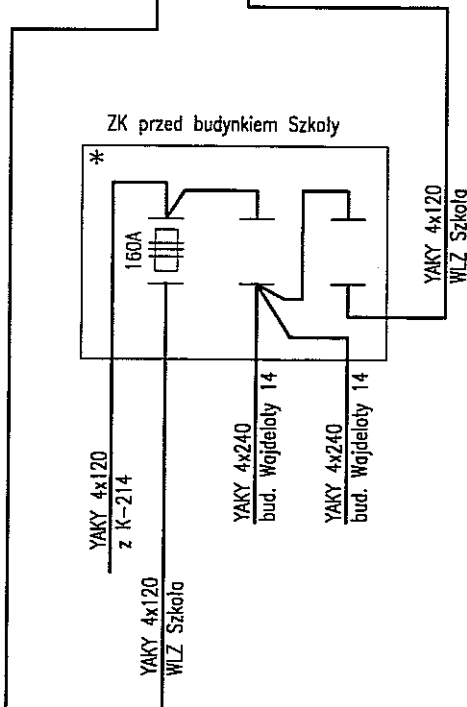 ZK przed budynkiem Szkoły
*
160A
YAKY 4x120
WLZ Szkoła
YAKY 4x120
z K-214
YAKY 4x240
bud. Wajdeloty 14
YAKY 4x240
bud. Wajdeloty 14
YAKY 4x120
WLZ Szkoła